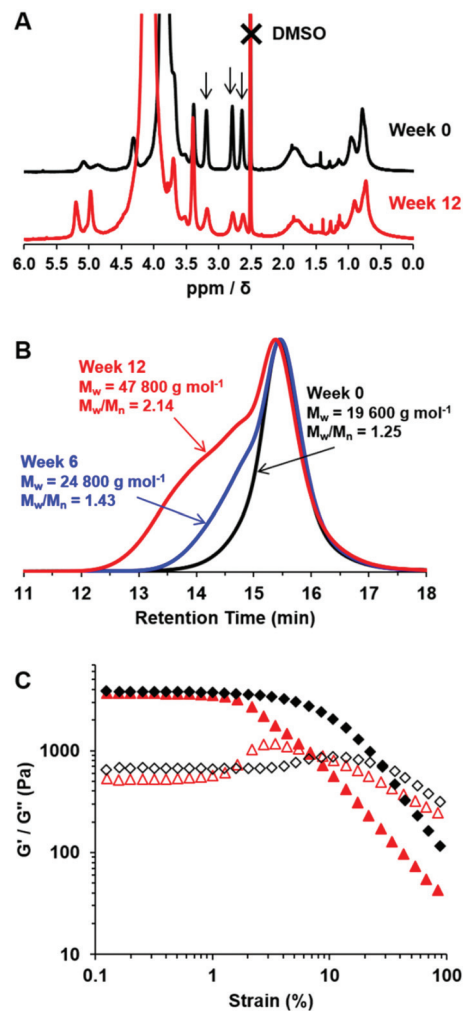 A
DMSO
Week 0
Week 12
6.0 5.5 5.0 4.5 4.0 3.5 3.0 2.5 2.0 1.5 1.0 0.5 0.0
ppm / δ
B
Week 12
Mw = 47 800 g mol-1
Mw/Mn = 2.14
Week 0
Mw = 19 600 g mol-1
Mw/Mn = 1.25
Week 6
Mw = 24 800 g mol-1
Mw/Mn = 1.43
11 12 13 14 15 16 17 18
Retention Time (min)
C
G' / G'' (Pa)
1000
100
10
0.1 1 10 100
Strain (%)